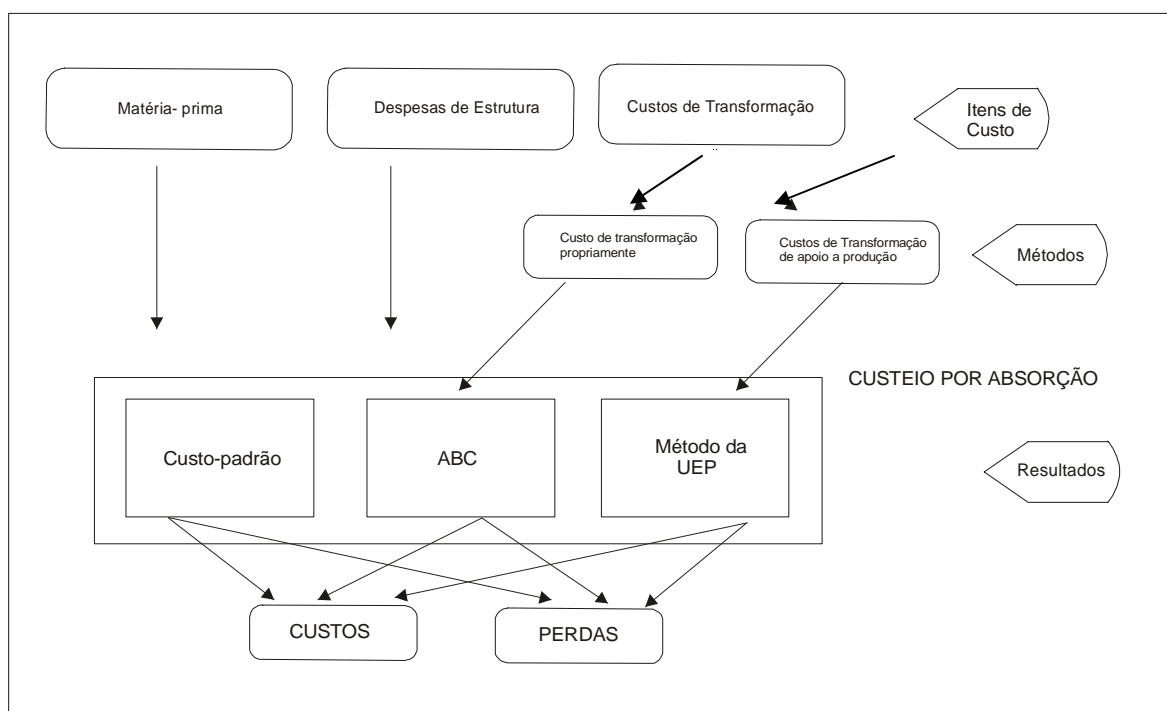 Matéria- prima
Despesas de Estrutura
Custos de Transformação
Itens de
Custo
Custo de transformação
propriamente
Custos de Transformação
de apoio a produção
Métodos
CUSTEIO POR ABSORÇÃO
Custo-padrão
ABC
Método da
UEP
Resultados
CUSTOS
PERDAS